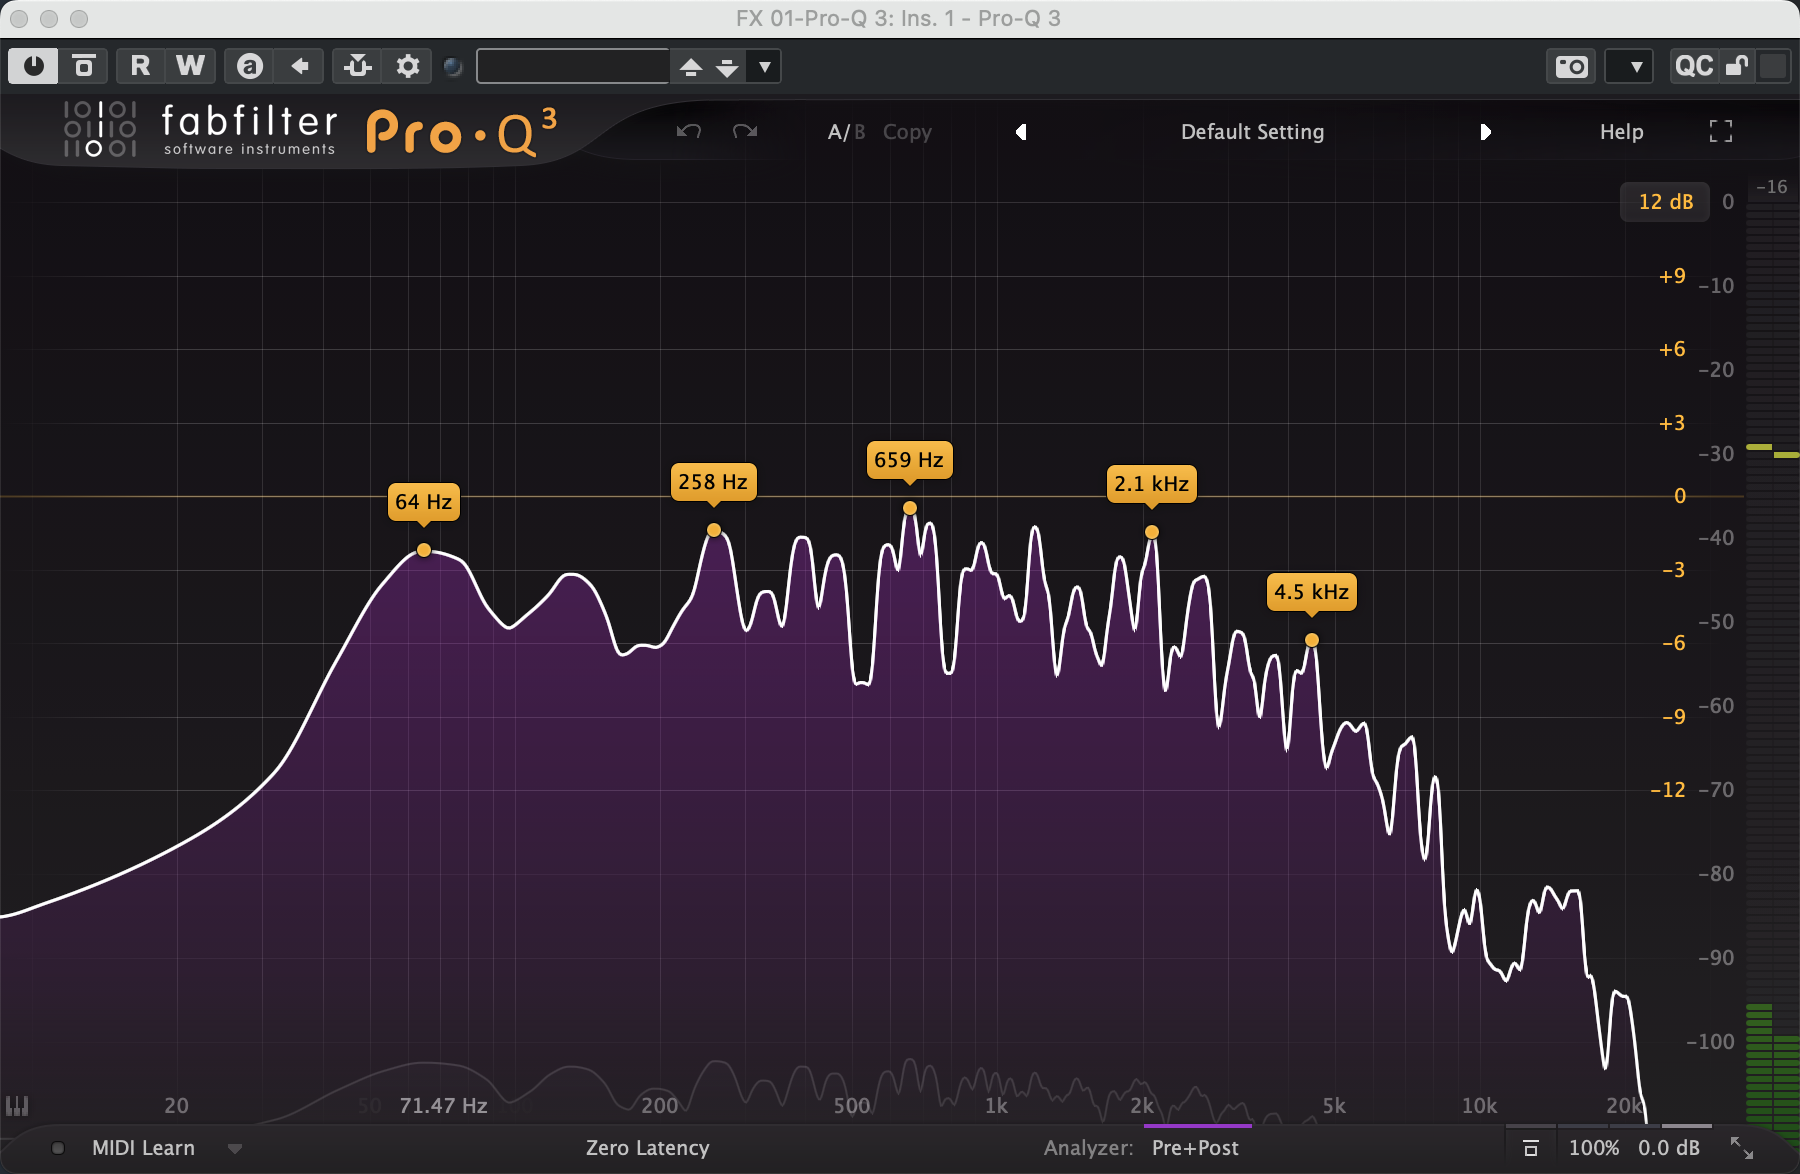 FX 01-Pro-Q 3: Ins. 1 - Pro-Q 3
R W a QC
fabfilter
software instruments
Pro·Q3
A/B Copy
Default Setting
Help
12 dB
0
-16
+9
-10
+6
-20
+3
-30
0
-40
-3
-50
-6
-60
-9
-70
-12
-80
-90
-100
659 Hz
258 Hz
2.1 kHz
64 Hz
4.5 kHz
20 50 71.47 Hz 200 500 1k 2k 5k 10k 20k
MIDI Learn
Zero Latency
Analyzer: Pre+Post
100% 0.0 dB